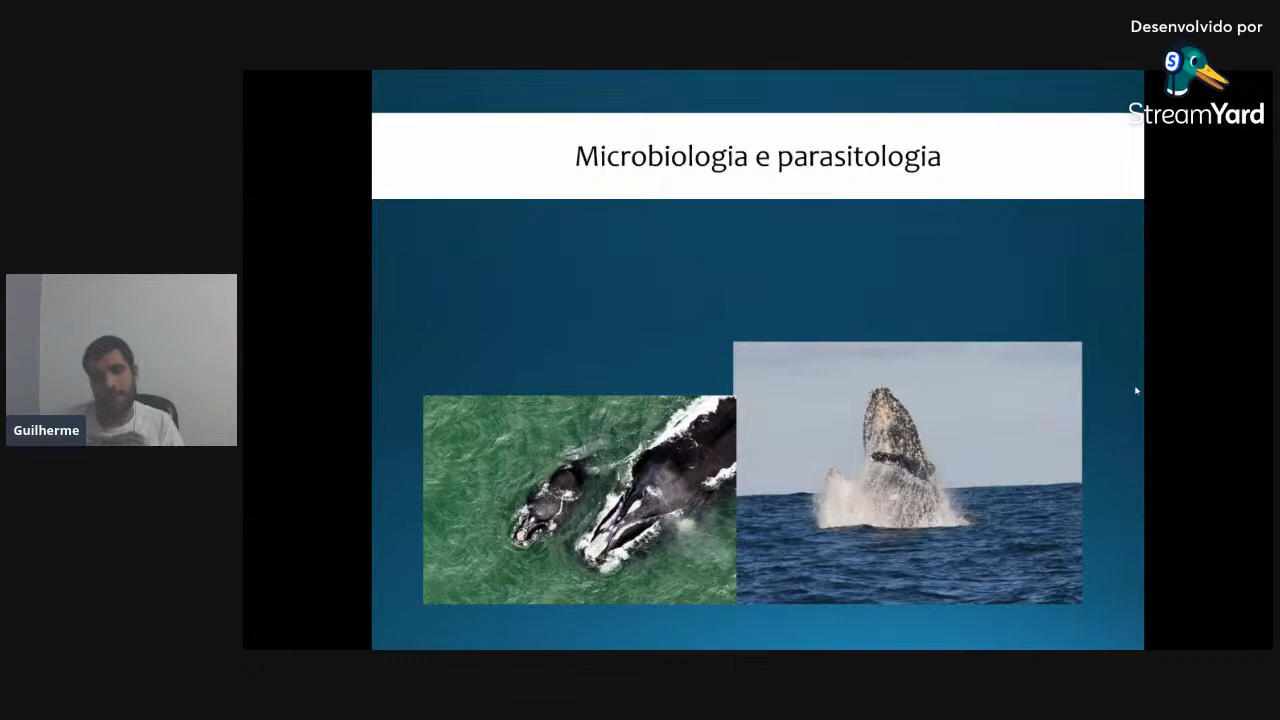 Desenvolvido por
S
StreamYard
Microbiologia e parasitologia
Guilherme